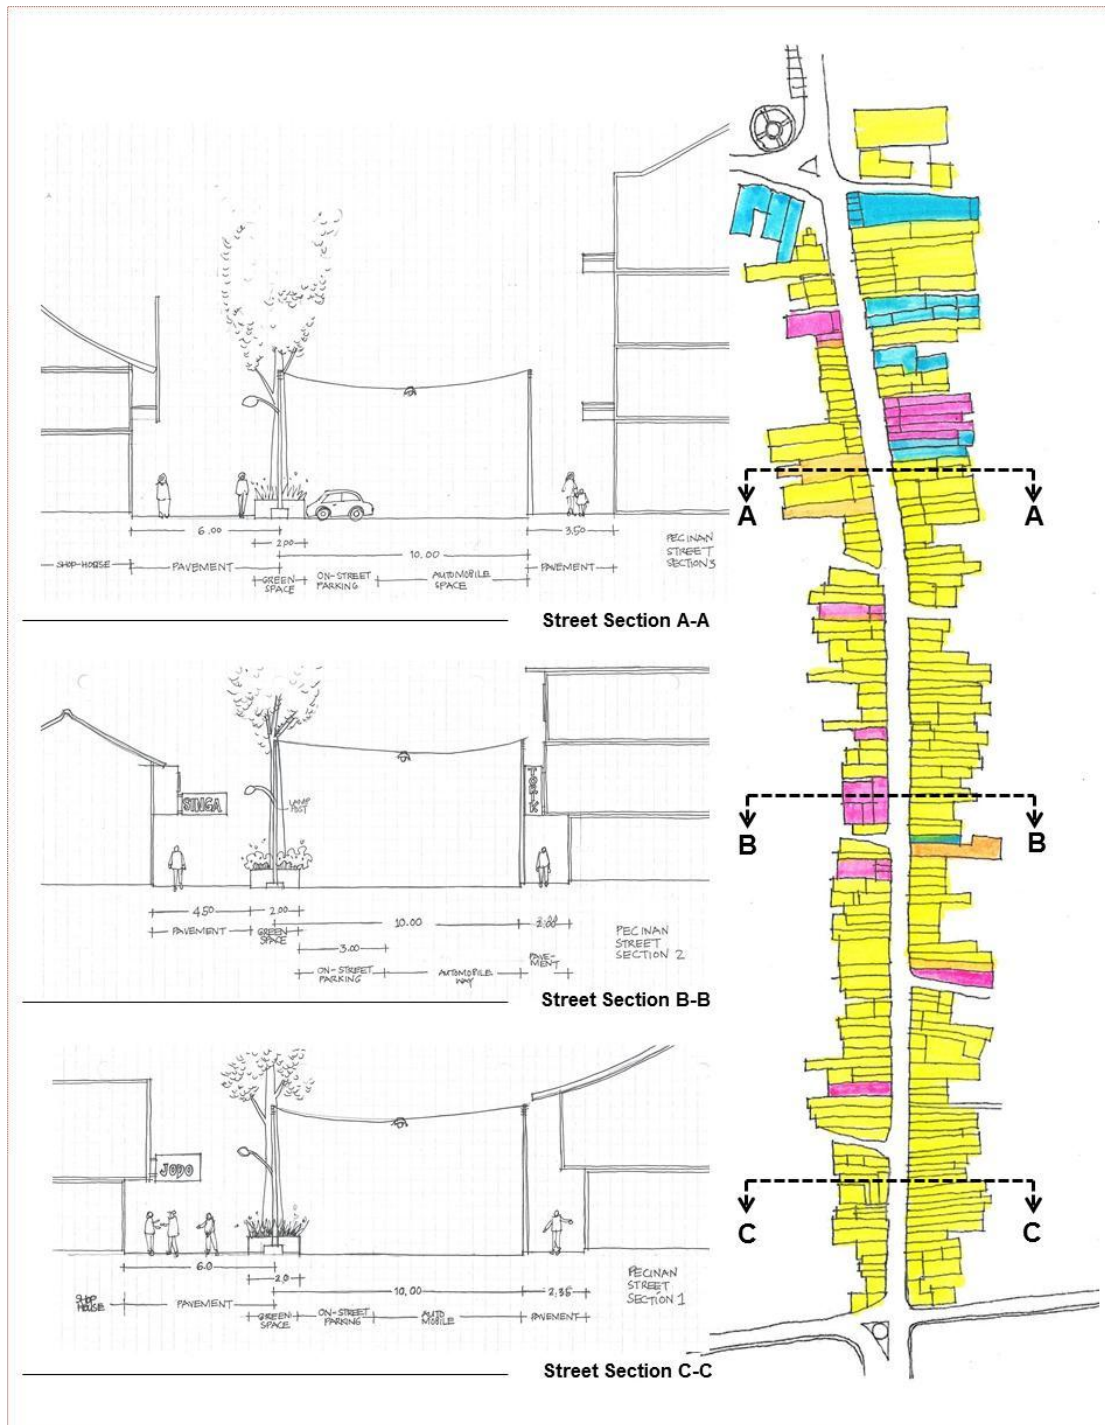 6.00
2.00
10.00
3.50
SHOP-HOUSE
PAVEMENT
GREEN
SPACE
ON-STREET
PARKING
AUTOMOBILE
SPACE
PAVEMENT
PECINAN
STREET
SECTION 3
Street Section A-A
SINGA
LAMP
POST
4.50
2.00
10.00
3.00
PAVEMENT
GREEN
SPACE
ON-STREET
PARKING
AUTOMOBILE
WAY
PAVE-
MENT
PECINAN
STREET
SECTION 2
Street Section B-B
JODO
6.0
2.0
10.00
2.35
SHOP
HOUSE
PAVEMENT
GREEN
SPACE
ON-STREET
PARKING
AUTO
MOBILE
PAVEMENT
PECINAN
STREET
SECTION 1
Street Section C-C
A A
B B
C C